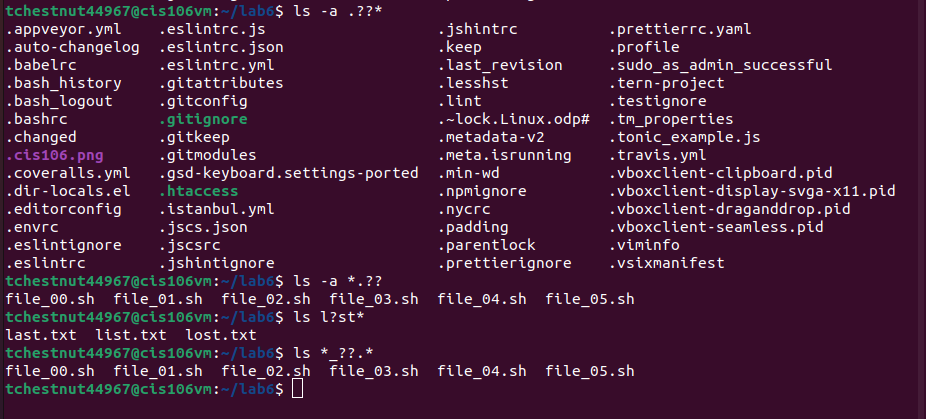 tchestnut44967@cis106vm:~/lab6$ ls -a .??*
.appveyor.yml .eslintrc.js .jshintrc .prettierrc.yaml
.auto-changelog .eslintrc.json .keep .profile
.babelrc .eslintrc.yml .last_revision .sudo_as_admin_successful
.bash_history .gitattributes .lesshst .tern-project
.bash_logout .gitconfig .lint .testignore
.bashrc .gitignore .~lock.Linux.odp# .tm_properties
.changed .gitkeep .metadata-v2 .tonic_example.js
.cis106.png .gitmodules .meta.isrunning .travis.yml
.coveralls.yml .gsd-keyboard.settings-ported .min-wd .vboxclient-clipboard.pid
.dir-locals.el .htaccess .npmignore .vboxclient-display-svga-x11.pid
.editorconfig .istanbul.yml .nycrc .vboxclient-draganddrop.pid
.envrc .jscs.json .padding .vboxclient-seamless.pid
.eslintignore .jscsrc .parentlock .viminfo
.eslintrc .jshintignore .prettierignore .vsixmanifest
tchestnut44967@cis106vm:~/lab6$ ls -a *.??
file_00.sh file_01.sh file_02.sh file_03.sh file_04.sh file_05.sh
tchestnut44967@cis106vm:~/lab6$ ls l?st*
last.txt list.txt lost.txt
tchestnut44967@cis106vm:~/lab6$ ls *_??.*
file_00.sh file_01.sh file_02.sh file_03.sh file_04.sh file_05.sh
tchestnut44967@cis106vm:~/lab6$